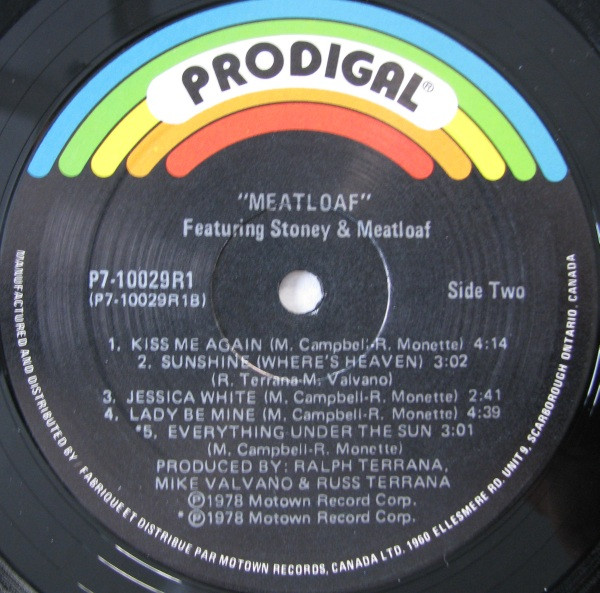 PRODIGAL®
"MEATLOAF"
Featuring Stoney & Meatloaf
P7-10029R1
(P7-10029R1B)
Side Two
1. KISS ME AGAIN (M. Campbell-R. Monette) 4:14
2. SUNSHINE (WHERE'S HEAVEN) 3:02
(R. Terrana-M. Valvano)
3. JESSICA WHITE (M. Campbell-R. Monette) 2:41
4. LADY BE MINE (M. Campbell-R. Monette) 4:39
*5. EVERYTHING UNDER THE SUN 3:01
(M. Campbell-R. Monette)
PRODUCED BY: RALPH TERRANA,
MIKE VALVANO & RUSS TERRANA
℗1978 Motown Record Corp.
*℗1978 Motown Record Corp.
MANUFACTURED AND DISTRIBUTED BY / FABRIQUE ET DISTRIBUE PAR MOTOWN RECORDS, CANADA LTD. 1960 ELLESMERE RD. UNIT 9, SCARBOROUGH ONTARIO, CANADA